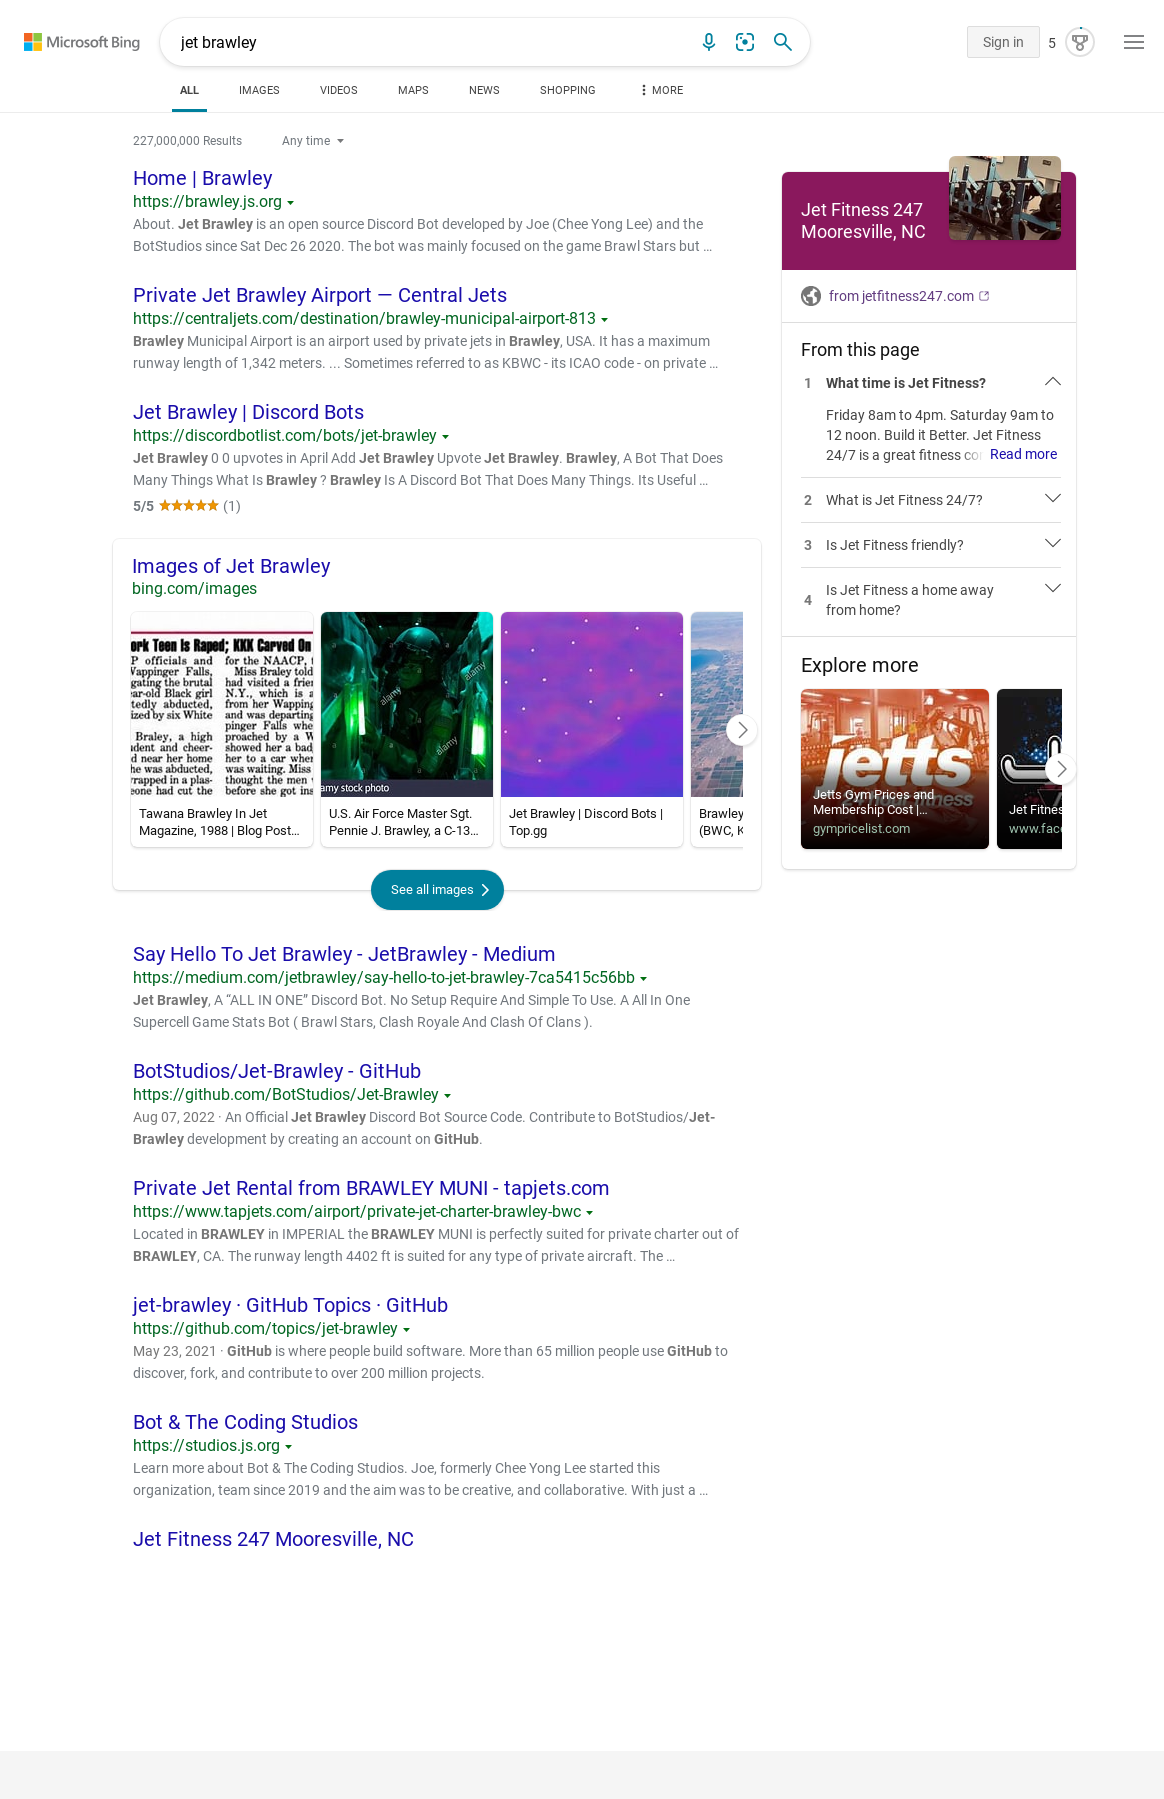 Microsoft Bing
jet brawley
Sign in
5
ALL
IMAGES
VIDEOS
MAPS
NEWS
SHOPPING
MORE
227,000,000 Results
Any time
Home | Brawley
https://brawley.js.org
About. Jet Brawley is an open source Discord Bot developed by Joe (Chee Yong Lee) and the
BotStudios since Sat Dec 26 2020. The bot was mainly focused on the game Brawl Stars but ...
Private Jet Brawley Airport — Central Jets
https://centraljets.com/destination/brawley-municipal-airport-813
Brawley Municipal Airport is an airport used by private jets in Brawley, USA. It has a maximum
runway length of 1,342 meters. ... Sometimes referred to as KBWC - its ICAO code - on private ...
Jet Brawley | Discord Bots
https://discordbotlist.com/bots/jet-brawley
Jet Brawley 0 0 upvotes in April Add Jet Brawley Upvote Jet Brawley. Brawley, A Bot That Does
Many Things What Is Brawley ? Brawley Is A Discord Bot That Does Many Things. Its Useful ...
5/5 (1)
Images of Jet Brawley
bing.com/images
ork Teen Is Raped; KKK Carved On
P officials and
Wappinger Falls,
gating the brutal
ear-old Black girl
tedly abducted,
ized by six White
Braley, a high
dent and cheer-
d near her home
he was abducted,
rapped in a plas-
eone had cut the
for the NAACP,
Miss Braley told
had visited a frie
N.Y., which is a
from her Wapping
and was departing
pinger Falls whe
proached by a W
showed her a bad
her to a car when
was waiting. Miss
thought the men
before she got ins
a
alamy
alamy
amy stock photo
Tawana Brawley In Jet
Magazine, 1988 | Blog Post...
U.S. Air Force Master Sgt.
Pennie J. Brawley, a C-13...
Jet Brawley | Discord Bots |
Top.gg
Brawley
(BWC, K
See all images
Say Hello To Jet Brawley - JetBrawley - Medium
https://medium.com/jetbrawley/say-hello-to-jet-brawley-7ca5415c56bb
Jet Brawley, A “ALL IN ONE” Discord Bot. No Setup Require And Simple To Use. A All In One
Supercell Game Stats Bot ( Brawl Stars, Clash Royale And Clash Of Clans ).
BotStudios/Jet-Brawley - GitHub
https://github.com/BotStudios/Jet-Brawley
Aug 07, 2022 · An Official Jet Brawley Discord Bot Source Code. Contribute to BotStudios/Jet-
Brawley development by creating an account on GitHub.
Private Jet Rental from BRAWLEY MUNI - tapjets.com
https://www.tapjets.com/airport/private-jet-charter-brawley-bwc
Located in BRAWLEY in IMPERIAL the BRAWLEY MUNI is perfectly suited for private charter out of
BRAWLEY, CA. The runway length 4402 ft is suited for any type of private aircraft. The ...
jet-brawley · GitHub Topics · GitHub
https://github.com/topics/jet-brawley
May 23, 2021 · GitHub is where people build software. More than 65 million people use GitHub to
discover, fork, and contribute to over 200 million projects.
Bot & The Coding Studios
https://studios.js.org
Learn more about Bot & The Coding Studios. Joe, formerly Chee Yong Lee started this
organization, team since 2019 and the aim was to be creative, and collaborative. With just a ...
Jet Fitness 247 Mooresville, NC
Jet Fitness 247
Mooresville, NC
from jetfitness247.com
From this page
1 What time is Jet Fitness?
Friday 8am to 4pm. Saturday 9am to
12 noon. Build it Better. Jet Fitness
24/7 is a great fitness co Read more
2 What is Jet Fitness 24/7?
3 Is Jet Fitness friendly?
4 Is Jet Fitness a home away
from home?
Explore more
jetts
24 hour fitness
Jetts Gym Prices and
Membership Cost |...
gympricelist.com
Jet Fitnes
www.face